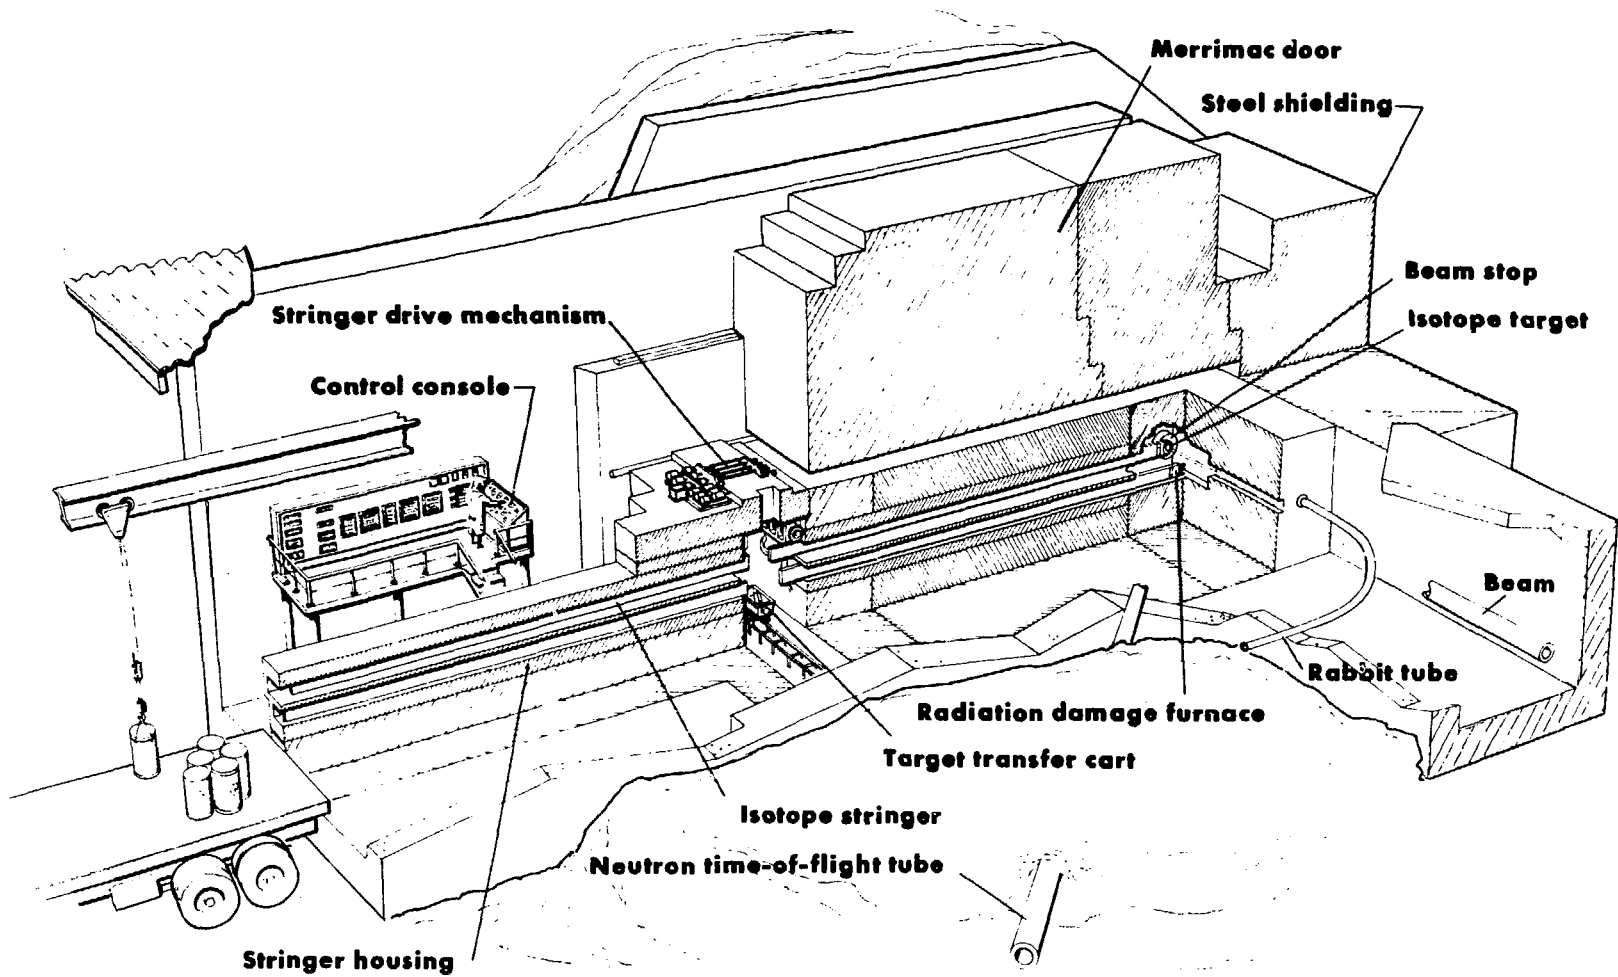 Merrimac door
Steel shielding
Beam stop
Isotope target
Stringer drive mechanism
Control console
Beam
Rabbit tube
Radiation damage furnace
Target transfer cart
Isotope stringer
Neutron time-of-flight tube
Stringer housing